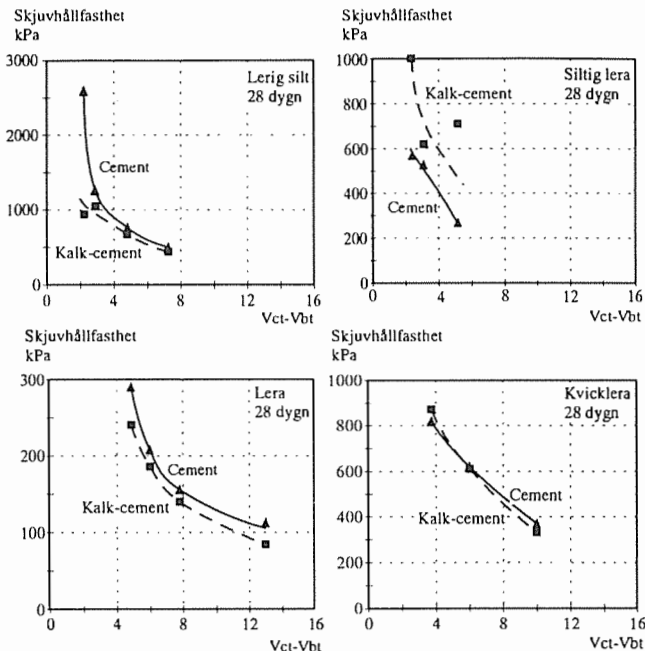 Skjuvhållfasthet
kPa
3000
2000
1000
0
Lerig silt
28 dygn
Cement
Kalk-cement
0 4 8 12 16
Vct-Vbt
Skjuvhållfasthet
kPa
1000
800
600
400
200
0
Siltig lera
28 dygn
Kalk-cement
Cement
0 4 8 12 16
Vct-Vbt
Skjuvhållfasthet
kPa
300
200
100
0
Lera
28 dygn
Cement
Kalk-cement
0 4 8 12 16
Vct-Vbt
Skjuvhållfasthet
kPa
1000
800
600
400
200
0
Kvicklera
28 dygn
Cement
Kalk-cement
0 4 8 12 16
Vct-Vbt